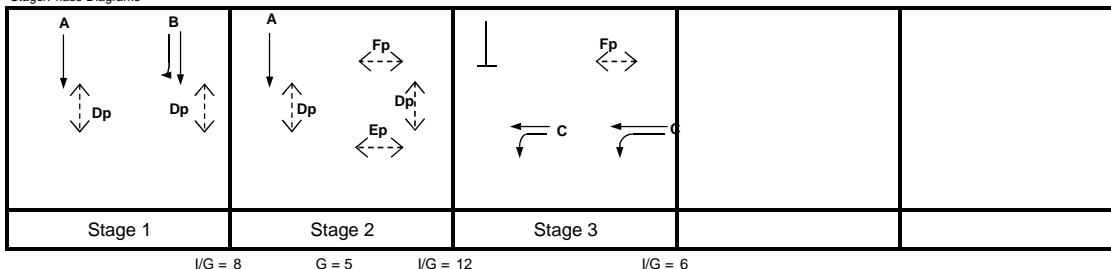 Stage/Phase Diagrams
A B A
Fp Fp
Dp Dp Dp Dp
Ep C C
Stage 1 Stage 2 Stage 3
I/G = 8 G = 5 I/G = 12 I/G = 6